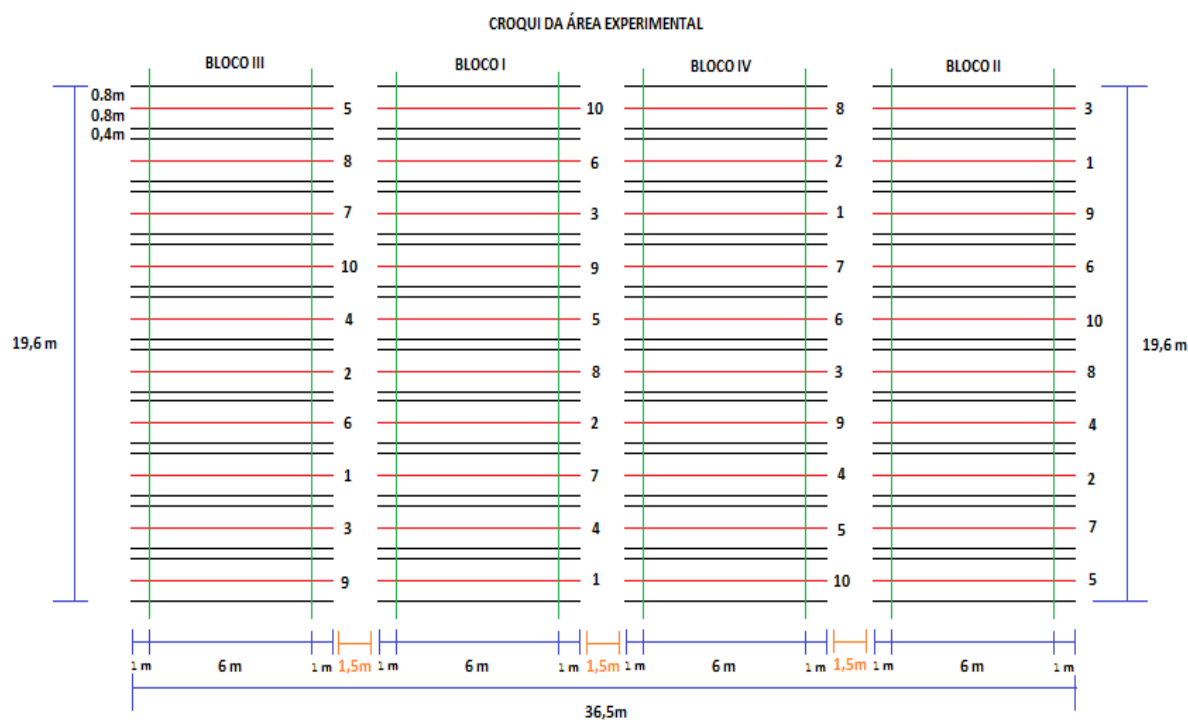 CROQUI DA ÁREA EXPERIMENTAL
BLOCO III BLOCO I BLOCO IV BLOCO II
0.8m
5 10 8 3
0.8m
0,4m
8 6 2 1
7 3 1 9
10 9 7 6
4 5 6 10
19,6 m 19,6 m
2 8 3 8
6 2 9 4
1 7 4 2
3 4 5 7
9 1 10 5
1 m 6 m 1 m 1,5m 1 m 6 m 1 m 1,5m 1 m 6 m 1 m 1,5m 1 m 6 m 1 m
36,5m